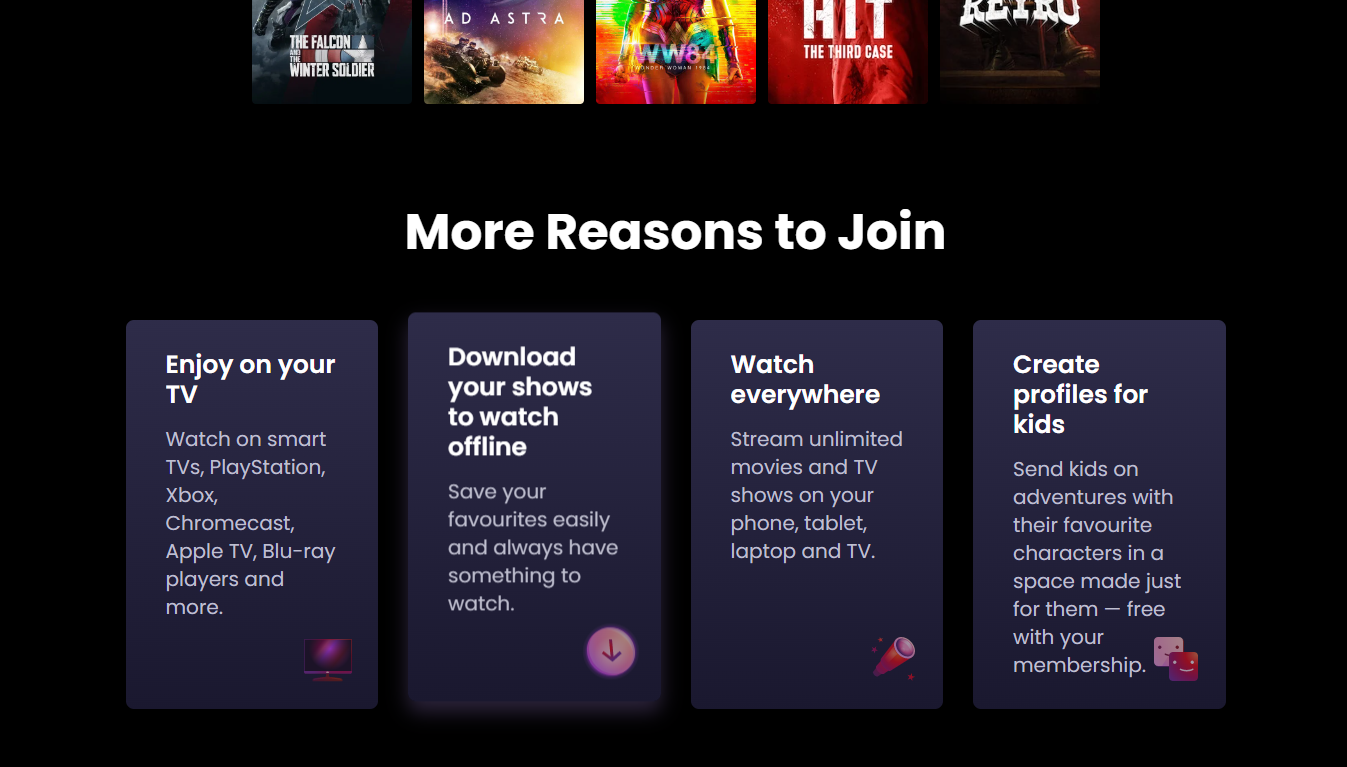 THE FALCON
AND THE
WINTER SOLDIER
AD ASTRA
WW84
WONDER WOMAN 1984
HIT
THE THIRD CASE
RETRO
More Reasons to Join
Enjoy on your
TV
Watch on smart
TVs, PlayStation,
Xbox,
Chromecast,
Apple TV, Blu-ray
players and
more.
Download
your shows
to watch
offline
Save your
favourites easily
and always have
something to
watch.
Watch
everywhere
Stream unlimited
movies and TV
shows on your
phone, tablet,
laptop and TV.
Create
profiles for
kids
Send kids on
adventures with
their favourite
characters in a
space made just
for them — free
with your
membership.